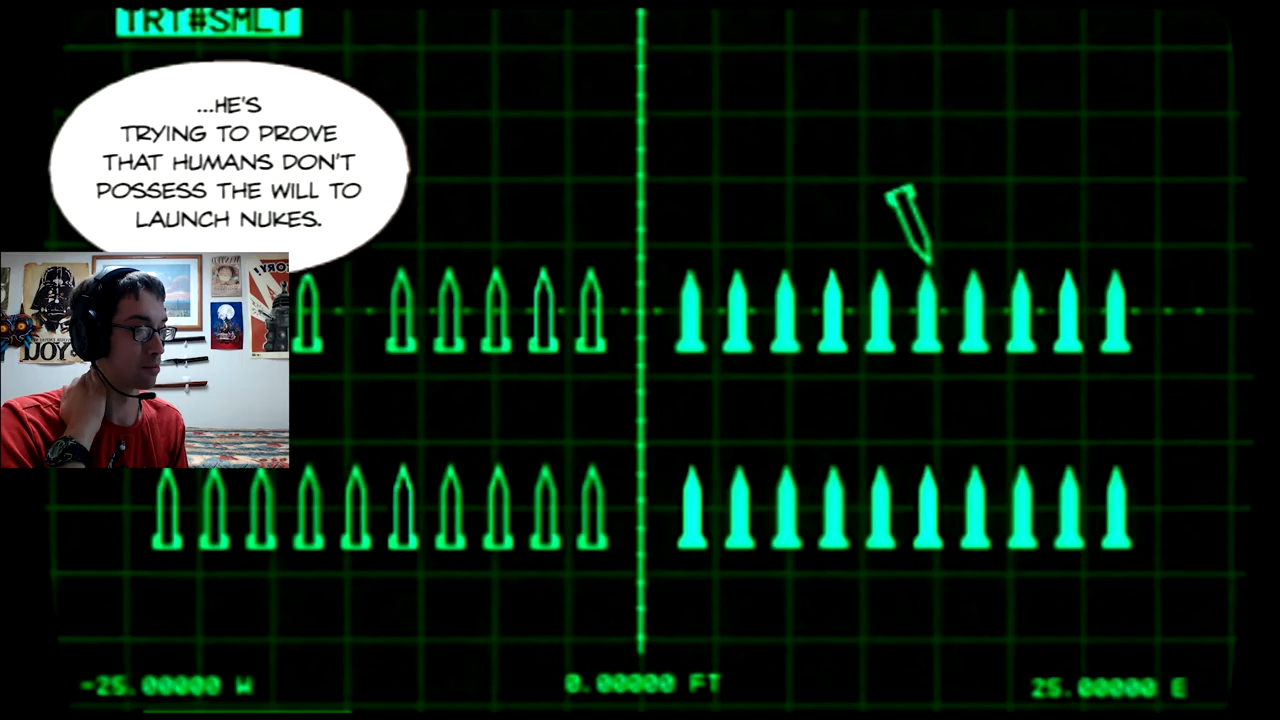 TRT#SMLT
...HE'S
TRYING TO PROVE
THAT HUMANS DON'T
POSSESS THE WILL TO
LAUNCH NUKES.
-25.00000 W
0.00000 FT
25.00000 E